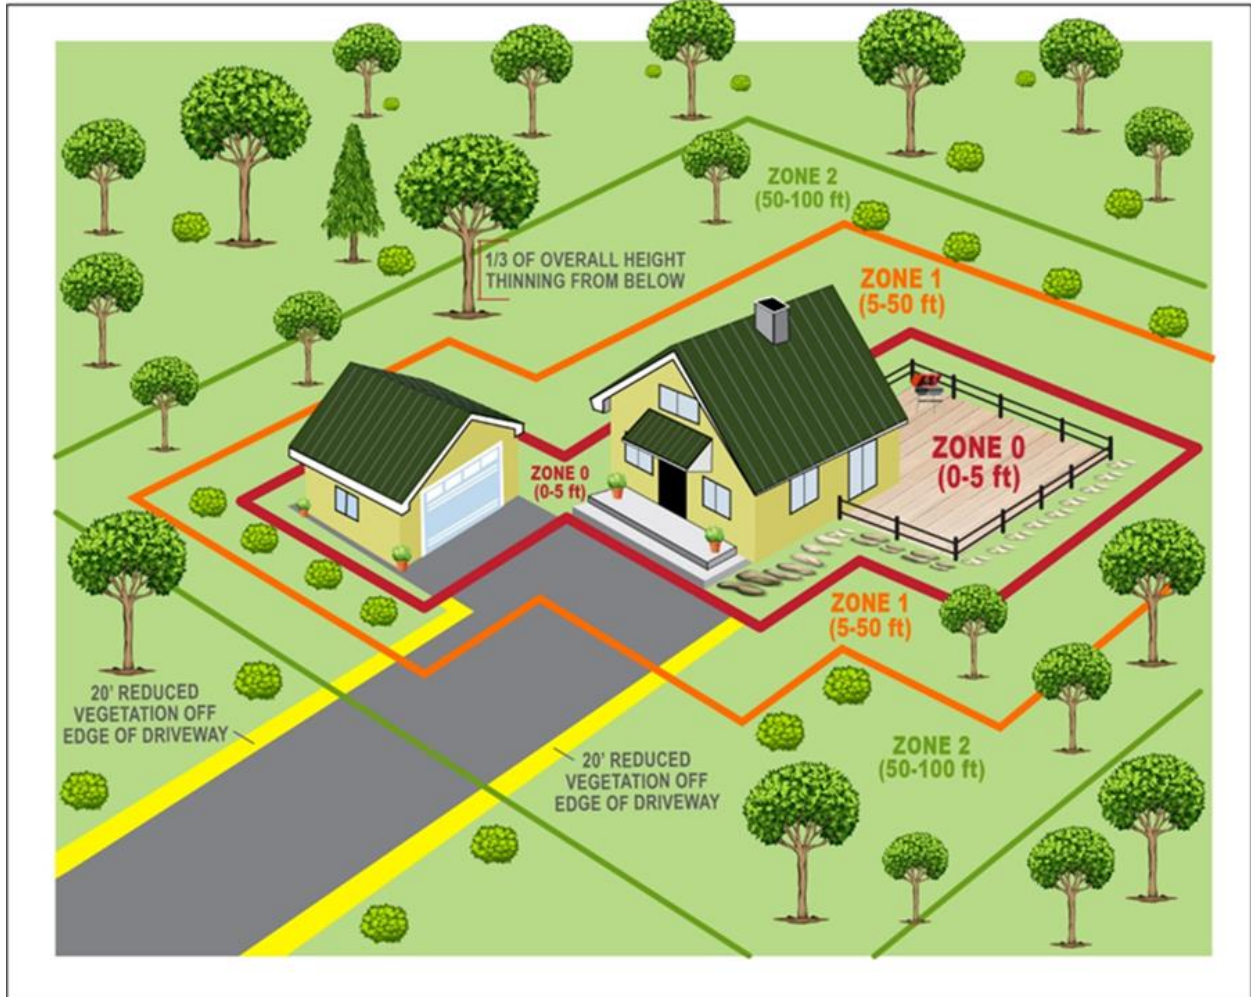 ZONE 2
(50-100 ft)
1/3 OF OVERALL HEIGHT
THINNING FROM BELOW
ZONE 1
(5-50 ft)
ZONE 0
(0-5 ft)
ZONE 0
(0-5 ft)
ZONE 1
(5-50 ft)
20' REDUCED
VEGETATION OFF
EDGE OF DRIVEWAY
ZONE 2
(50-100 ft)
20' REDUCED
VEGETATION OFF
EDGE OF DRIVEWAY